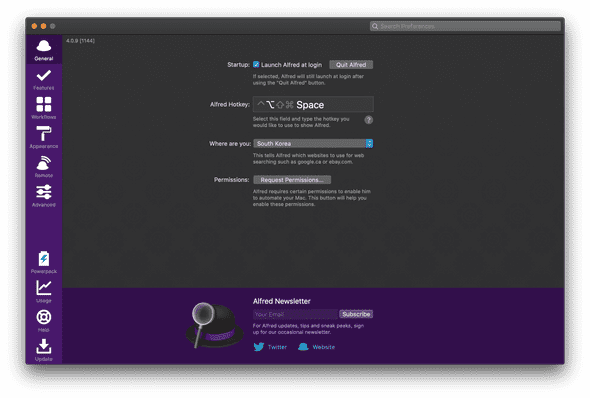 Search Preferences
4.0.9 [1144]
General
Features
Workflows
Appearance
Remote
Advanced
Powerpack
Usage
Help
Update
Startup: Launch Alfred at login Quit Alfred
If selected, Alfred will still launch at login after
using the "Quit Alfred" button.
Alfred Hotkey: ^⌥⇧⌘ Space
Select this field and type the hotkey you
would like to use to show Alfred. ?
Where are you: South Korea
This tells Alfred which websites to use for web
searching such as google.ca or ebay.com.
Permissions: Request Permissions...
Alfred requires certain permissions to enable him
to automate your Mac. This button will help you
enable these permissions.
Alfred Newsletter
Your Email Subscribe
For Alfred updates, tips and sneak peeks, sign
up for our occasional newsletter.
Twitter Website